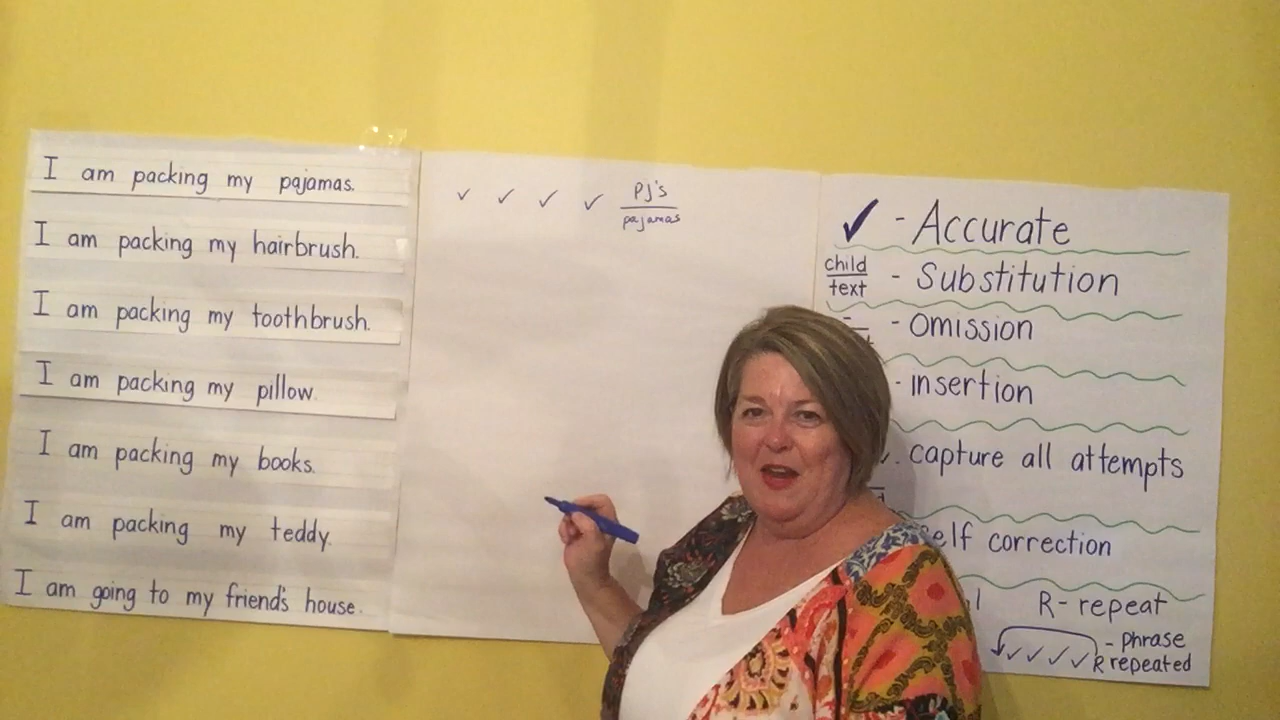 I am packing my pajamas.
I am packing my hairbrush.
I am packing my toothbrush.
I am packing my pillow.
I am packing my books.
I am packing my teddy.
I am going to my friend's house.
✓ ✓ ✓ ✓ PJ's
pajamas
✓ - Accurate
child
text - Substitution
- Omission
- insertion
. capture all attempts
self correction
R- repeat
- phrase
✓ ✓ ✓ ✓ R repeated